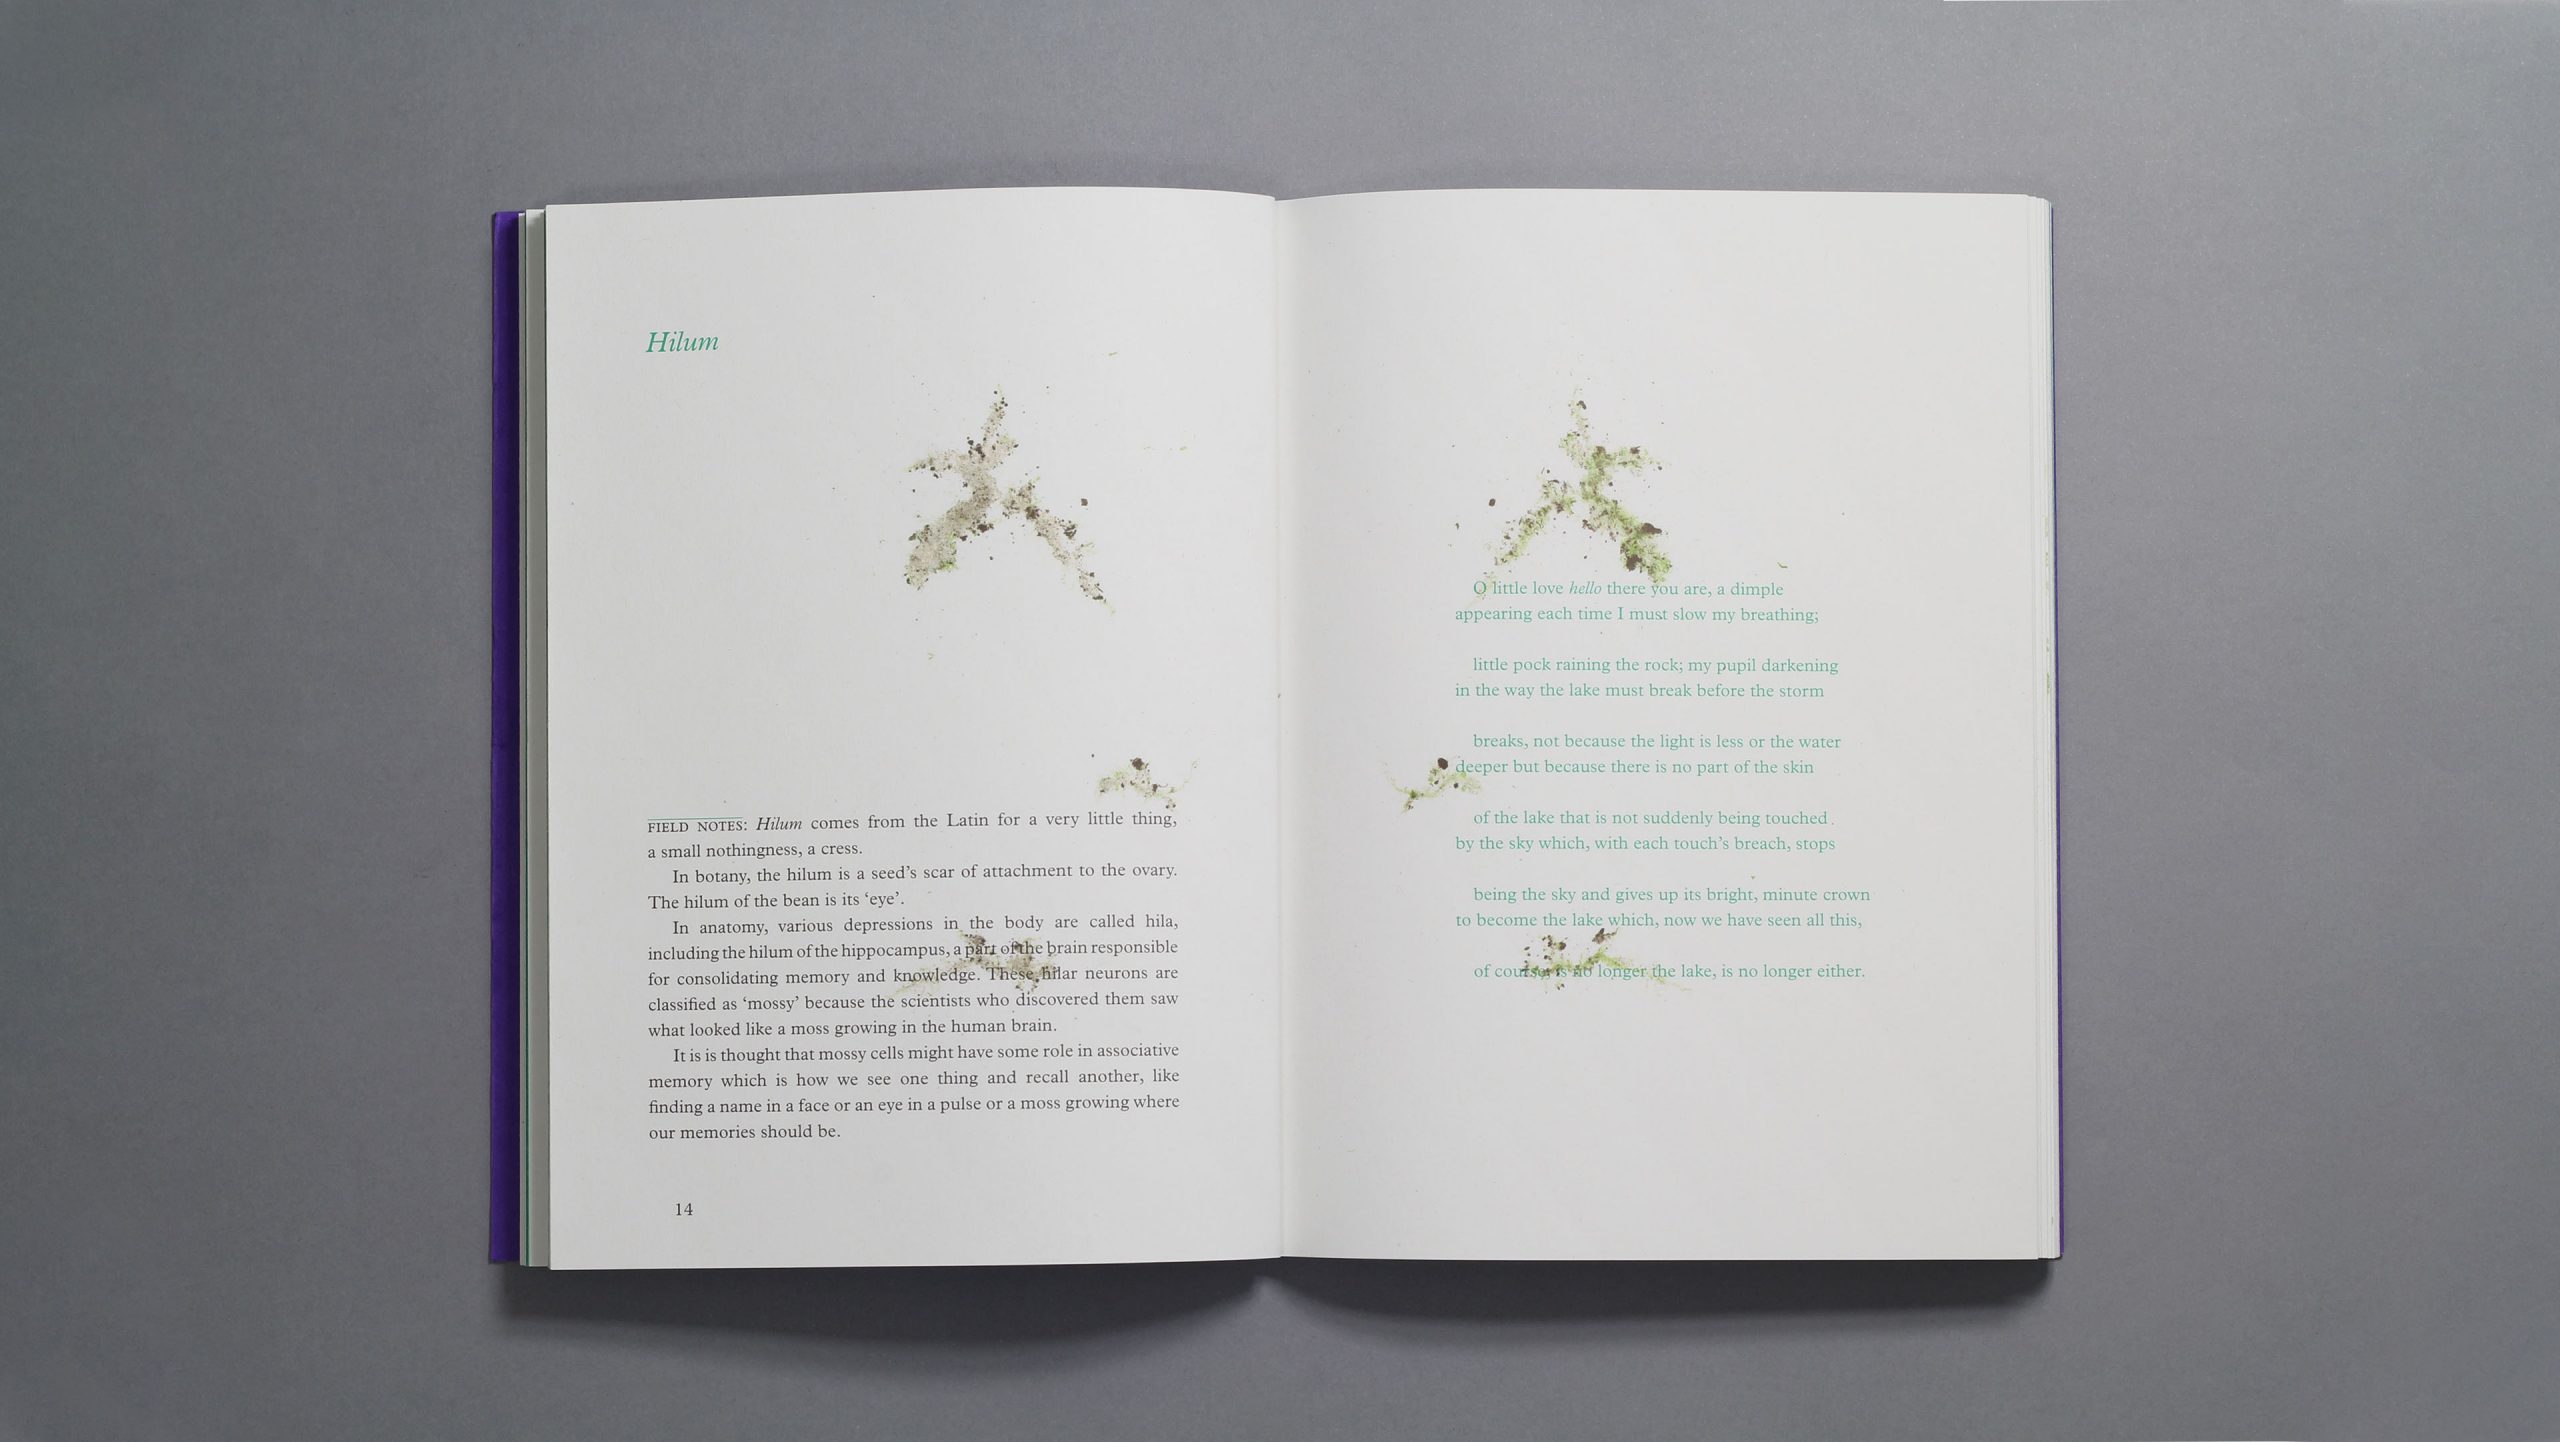 Hilum
FIELD NOTES: Hilum comes from the Latin for a very little thing,
a small nothingness, a cress.
In botany, the hilum is a seed’s scar of attachment to the ovary.
The hilum of the bean is its ‘eye’.
In anatomy, various depressions in the body are called hila,
including the hilum of the hippocampus, a part of the brain responsible
for consolidating memory and knowledge. These hilar neurons are
classified as ‘mossy’ because the scientists who discovered them saw
what looked like a moss growing in the human brain.
It is is thought that mossy cells might have some role in associative
memory which is how we see one thing and recall another, like
finding a name in a face or an eye in a pulse or a moss growing where
our memories should be.
14
O little love hello there you are, a dimple
appearing each time I must slow my breathing;
little pock raining the rock; my pupil darkening
in the way the lake must break before the storm
breaks, not because the light is less or the water
deeper but because there is no part of the skin
of the lake that is not suddenly being touched
by the sky which, with each touch’s breach, stops
being the sky and gives up its bright, minute crown
to become the lake which, now we have seen all this,
of course, is no longer the lake, is no longer either.